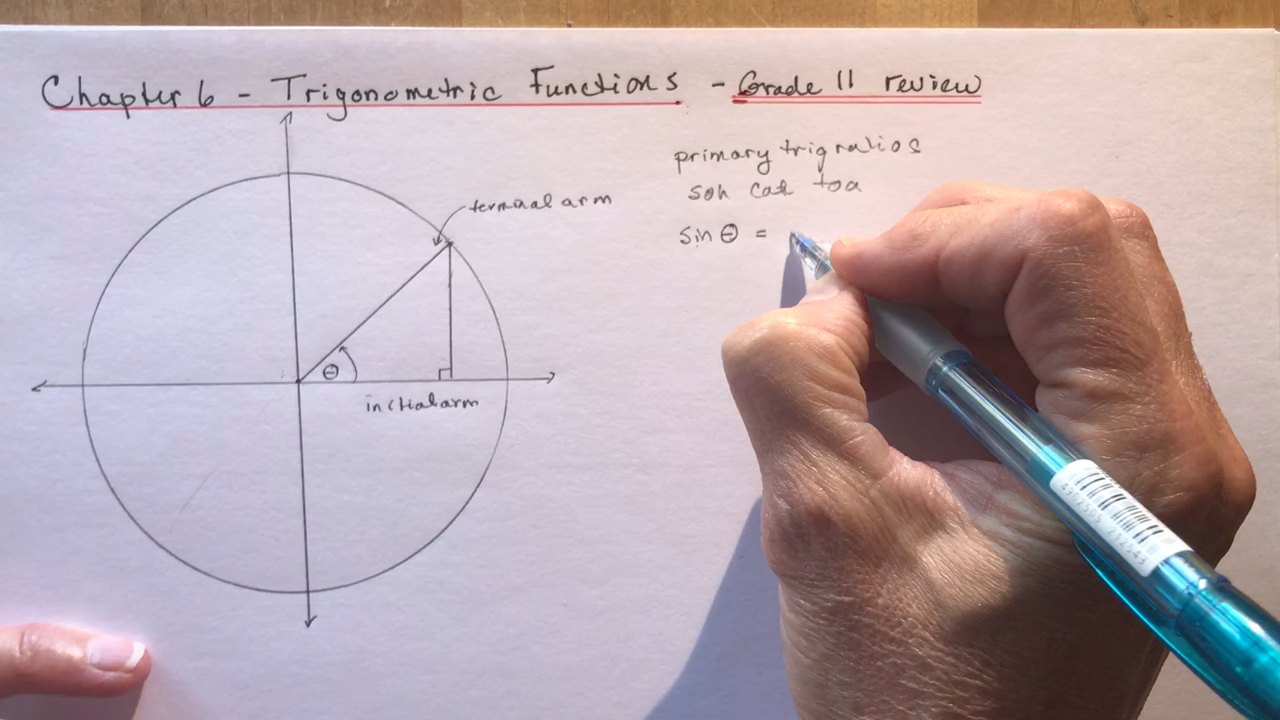 Chapter 6 - Trigonometric Functions - Grade 11 review
primary trig ratios
soh cah toa
sin Θ =
terminal arm
Θ
initial arm